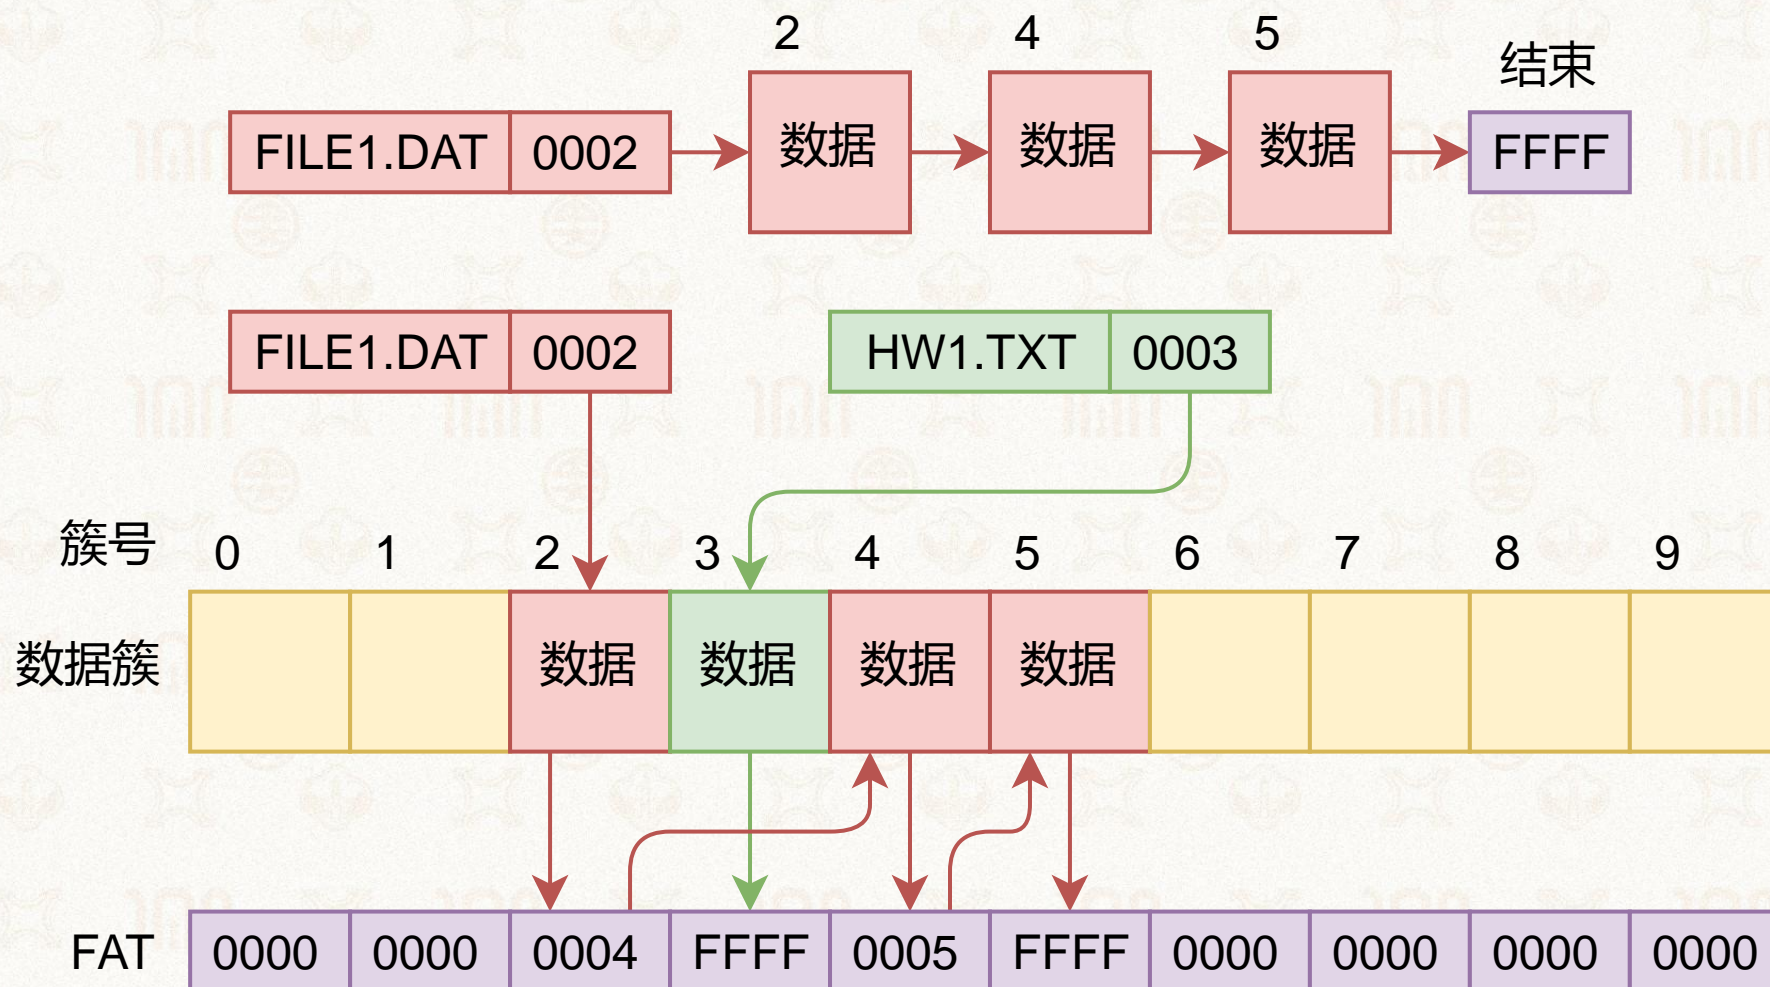 2 4 5 结束
FILE1.DAT 0002 数据 数据 数据 FFFF
FILE1.DAT 0002 HW1.TXT 0003
簇号 0 1 2 3 4 5 6 7 8 9
数据簇 数据 数据 数据 数据
FAT 0000 0000 0004 FFFF 0005 FFFF 0000 0000 0000 0000